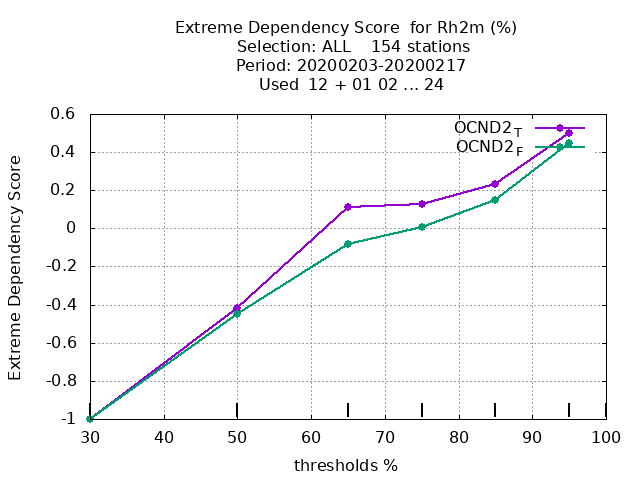 Extreme Dependency Score for Rh2m (%)
Selection: ALL 154 stations
Period: 20200203-20200217
Used 12 + 01 02 ... 24
Extreme Dependency Score
0.6
0.4
0.2
0
-0.2
-0.4
-0.6
-0.8
-1
OCND2T
OCND2F
30 40 50 60 70 80 90 100
thresholds %